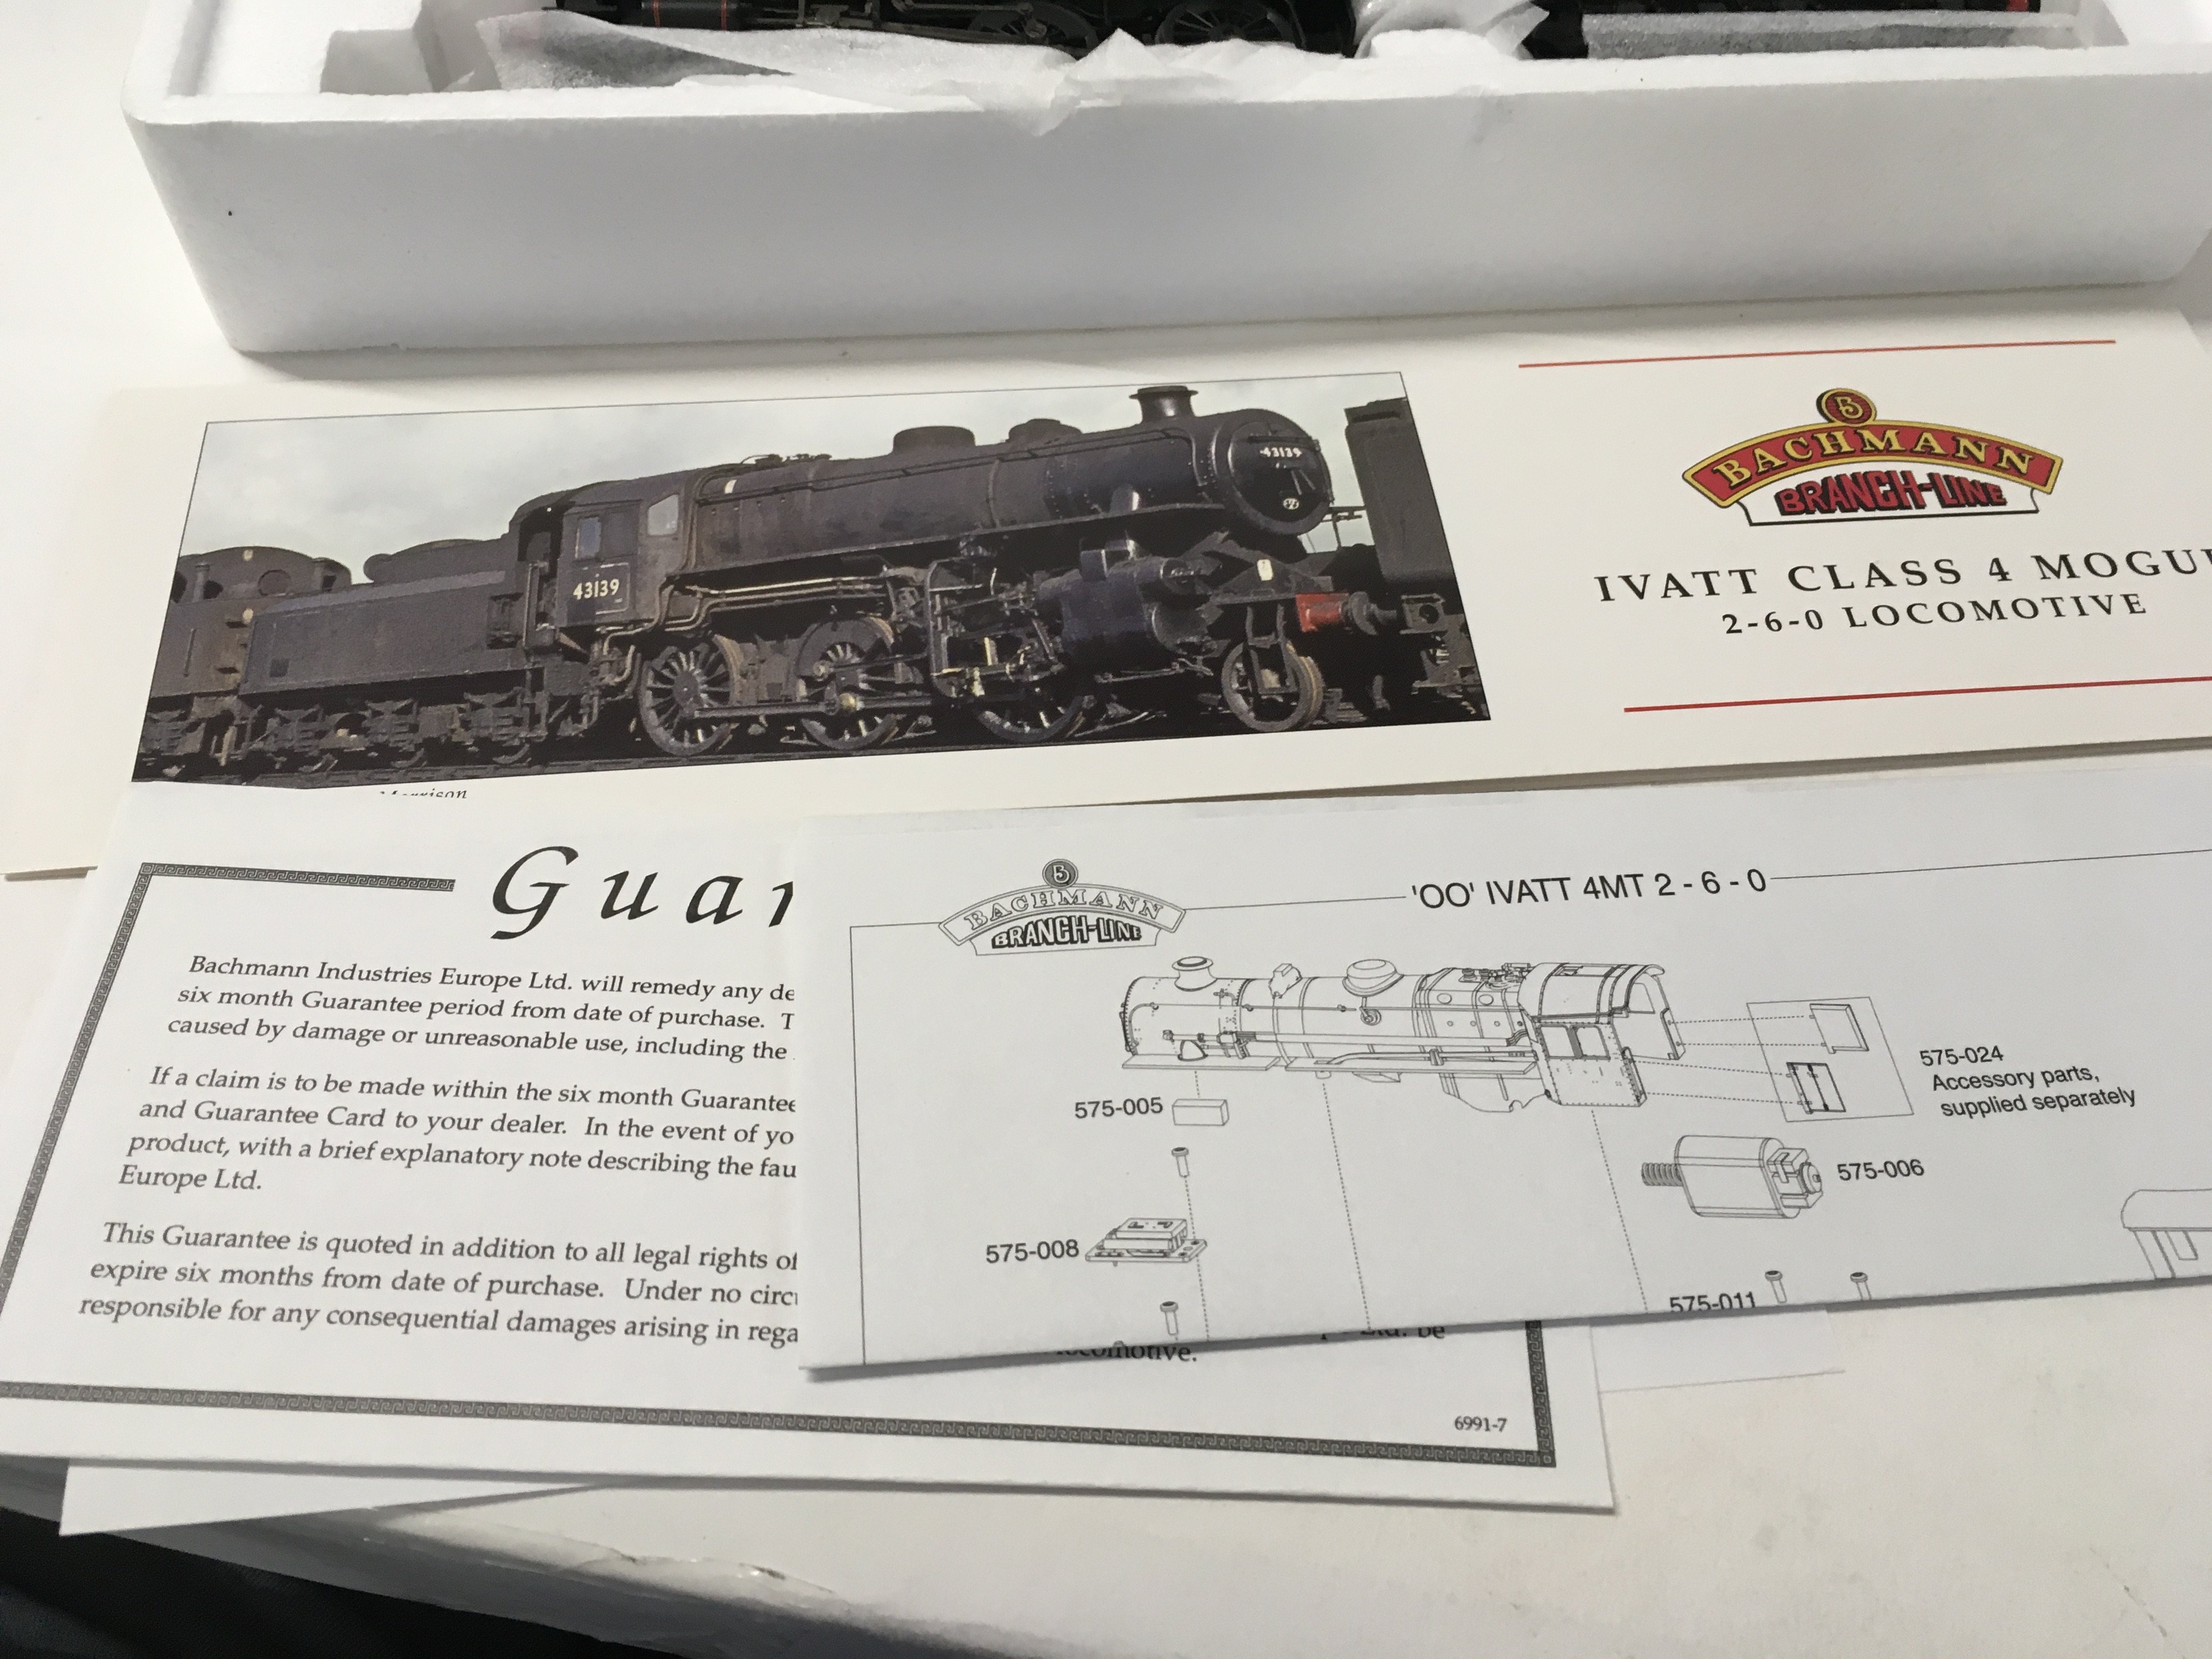 43139
43139
5
BACHMANN
BRANCH-LINE
IVATT CLASS 4
2-6-0 LOCOMOTIVE
Guar
Bachmann Industries Europe Ltd. will remedy any de
six month Guarantee period from date of purchase. T
caused by damage or unreasonable use, including the
If a claim is to be made within the six month Guarantee
and Guarantee Card to your dealer. In the event of yo
product, with a brief explanatory note describing the fau
Europe Ltd.
This Guarantee is quoted in addition to all legal rights of
expire six months from date of purchase. Under no circu
responsible for any consequential damages arising in rega
Ltd. be
locomotive.
6991-7
B
BACHMANN
BRANCH-LINE
'OO' IVATT 4MT 2 - 6 - 0
575-024
Accessory parts,
supplied separately
575-005
575-006
575-008
575-011